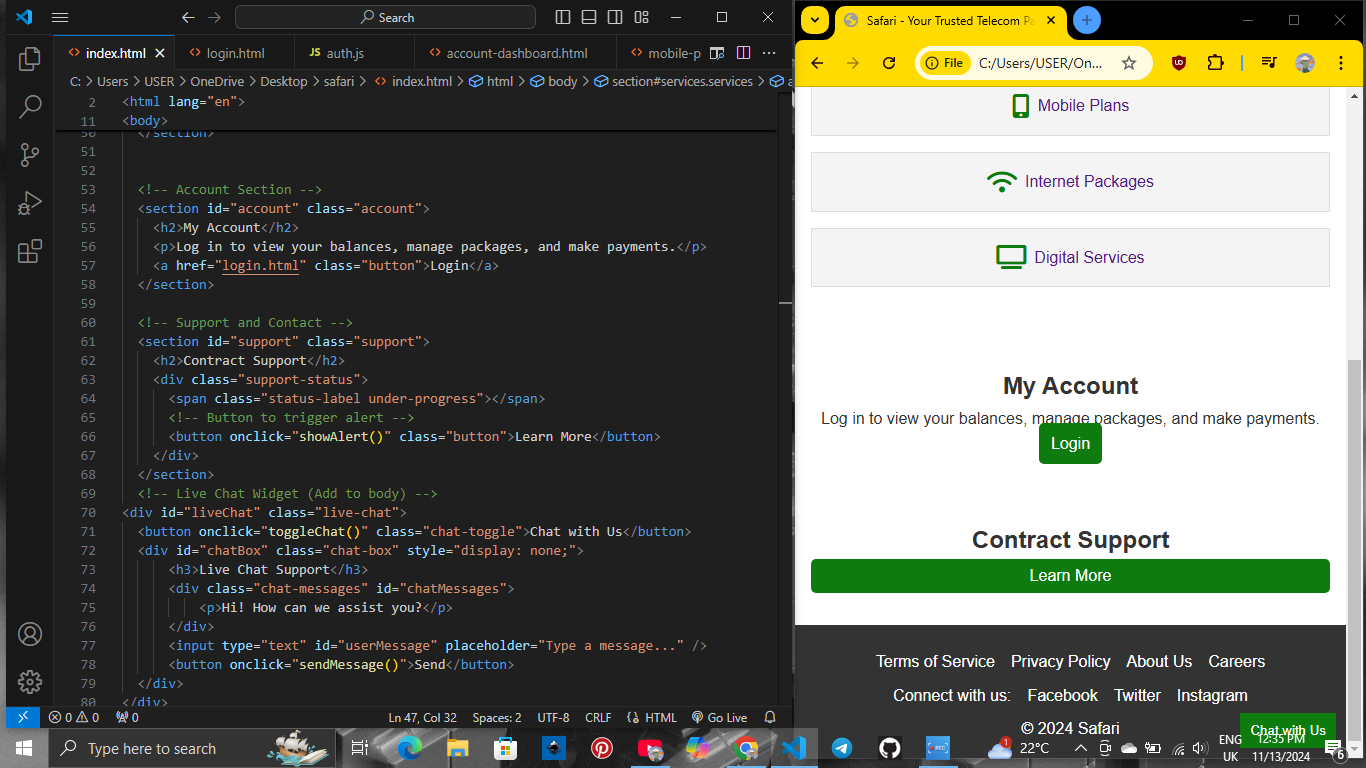 Search
index.html
login.html
JS auth.js
account-dashboard.html
mobile-p
C: > Users > USER > OneDrive > Desktop > safari > index.html > html > body > section#services.services > a
2 <html lang="en">
11 <body>
50 </section>
51
52
53 <!-- Account Section -->
54 <section id="account" class="account">
55 <h2>My Account</h2>
56 <p>Log in to view your balances, manage packages, and make payments.</p>
57 <a href="login.html" class="button">Login</a>
58 </section>
59
60 <!-- Support and Contact -->
61 <section id="support" class="support">
62 <h2>Contract Support</h2>
63 <div class="support-status">
64 <span class="status-label under-progress"></span>
65 <!-- Button to trigger alert -->
66 <button onclick="showAlert()" class="button">Learn More</button>
67 </div>
68 </section>
69 <!-- Live Chat Widget (Add to body) -->
70 <div id="liveChat" class="live-chat">
71 <button onclick="toggleChat()" class="chat-toggle">Chat with Us</button>
72 <div id="chatBox" class="chat-box" style="display: none;">
73 <h3>Live Chat Support</h3>
74 <div class="chat-messages" id="chatMessages">
75 <p>Hi! How can we assist you?</p>
76 </div>
77 <input type="text" id="userMessage" placeholder="Type a message..." />
78 <button onclick="sendMessage()">Send</button>
79 </div>
80 </div>
0 0 0
Ln 47, Col 32 Spaces: 2 UTF-8 CRLF {} HTML Go Live
Safari - Your Trusted Telecom Pa
File C:/Users/USER/On...
Mobile Plans
Internet Packages
Digital Services
My Account
Log in to view your balances, manage packages, and make payments.
Login
Contract Support
Learn More
Terms of Service Privacy Policy About Us Careers
Connect with us: Facebook Twitter Instagram
© 2024 Safari
Chat with Us
Type here to search
REC
1
22°C
ENG
UK
12:35 PM
11/13/2024
6